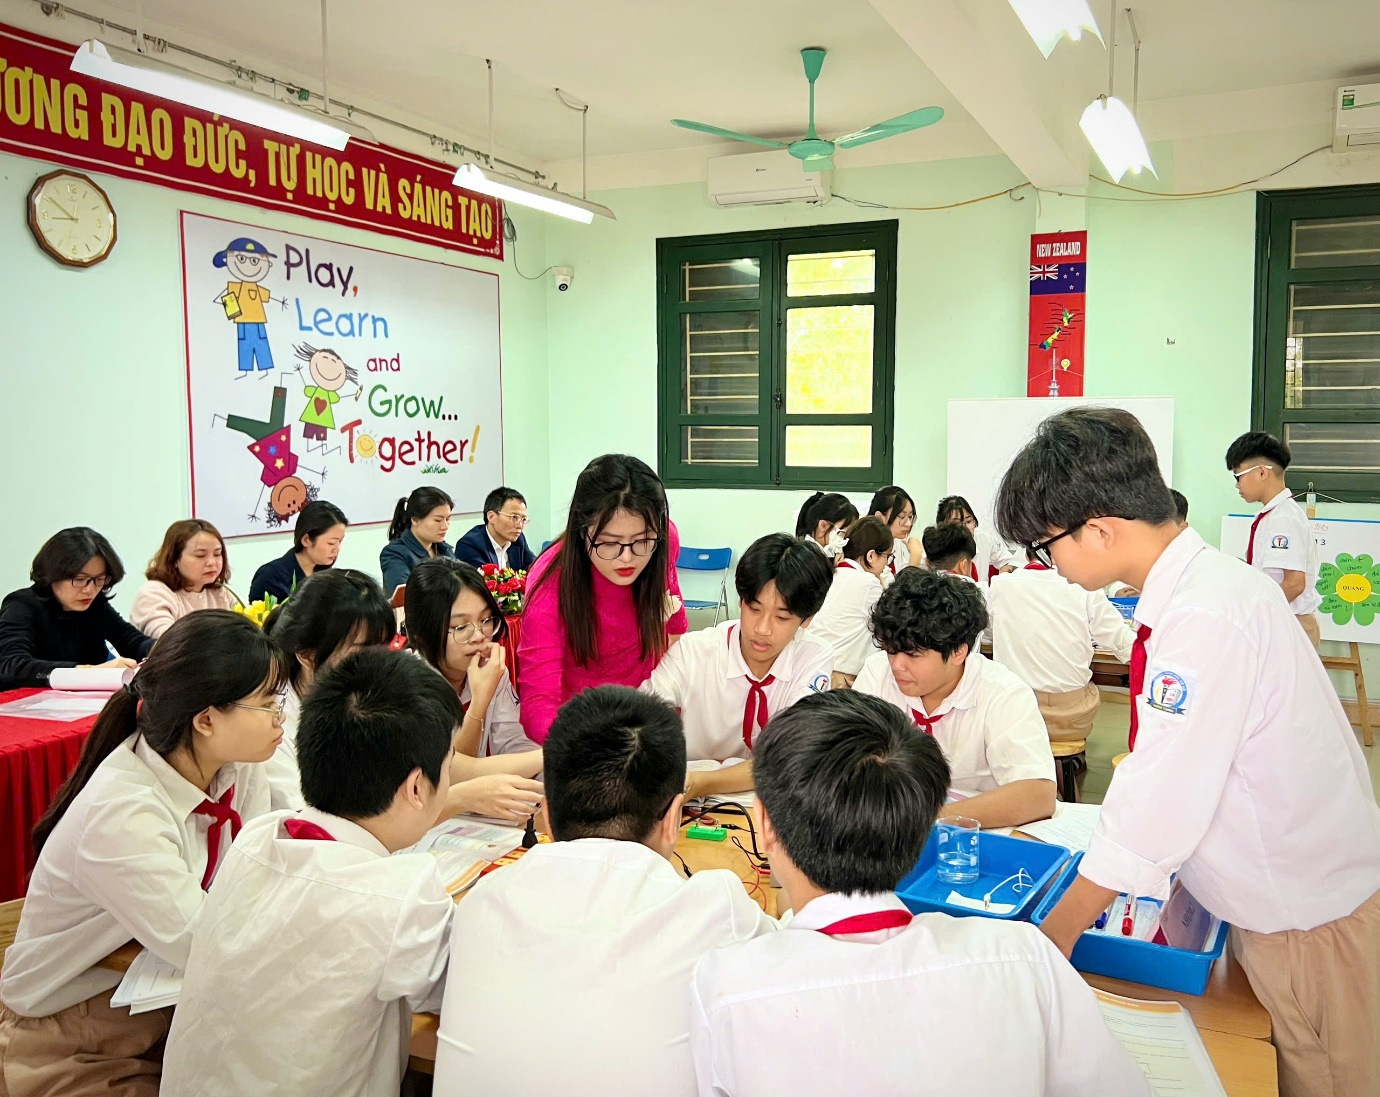 ƯƠNG ĐẠO ĐỨC, TỰ HỌC VÀ SÁNG TẠO
Play,
Learn
and
Grow...
Together!
NEW ZEALAND
QUANG